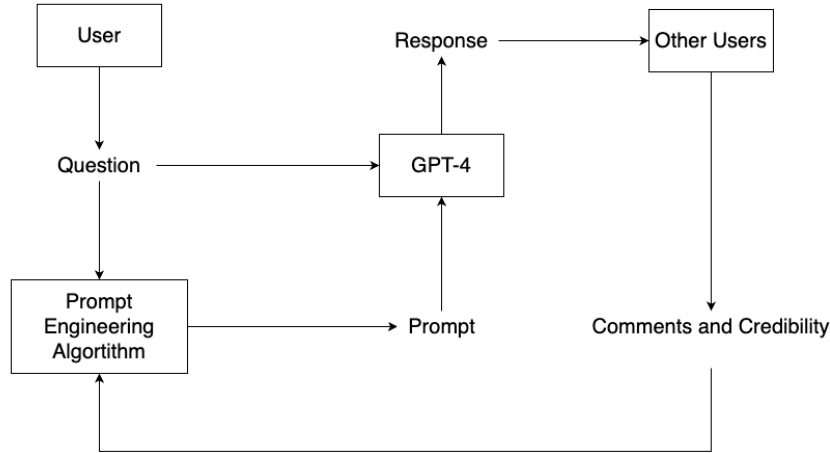 User
Response
Other Users
Question
GPT-4
Prompt
Engineering
Algortithm
Prompt
Comments and Credibility